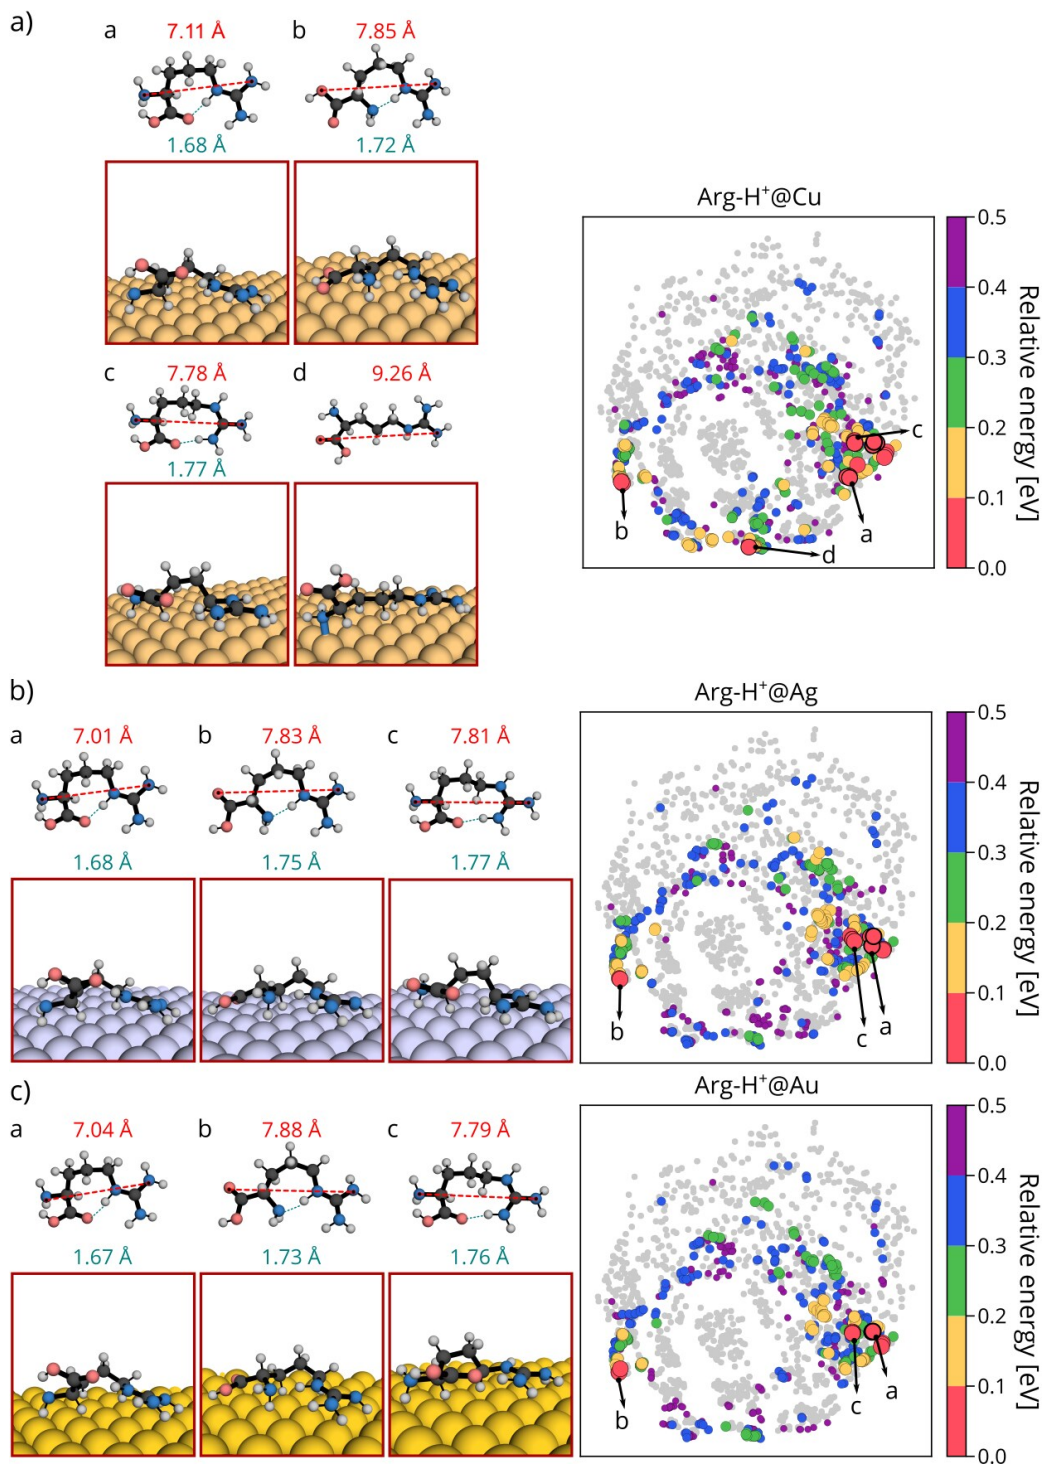 a)
a 7.11 Å b 7.85 Å
1.68 Å 1.72 Å
c 7.78 Å d 9.26 Å
1.77 Å
Arg-H⁺@Cu
c
b a
d
0.5
0.4
0.3
0.2
0.1
0.0
Relative energy [eV]
b)
a 7.01 Å b 7.83 Å c 7.81 Å
1.68 Å 1.75 Å 1.77 Å
Arg-H⁺@Ag
b c a
0.5
0.4
0.3
0.2
0.1
0.0
Relative energy [eV]
c)
a 7.04 Å b 7.88 Å c 7.79 Å
1.67 Å 1.73 Å 1.76 Å
Arg-H⁺@Au
b c a
0.5
0.4
0.3
0.2
0.1
0.0
Relative energy [eV]